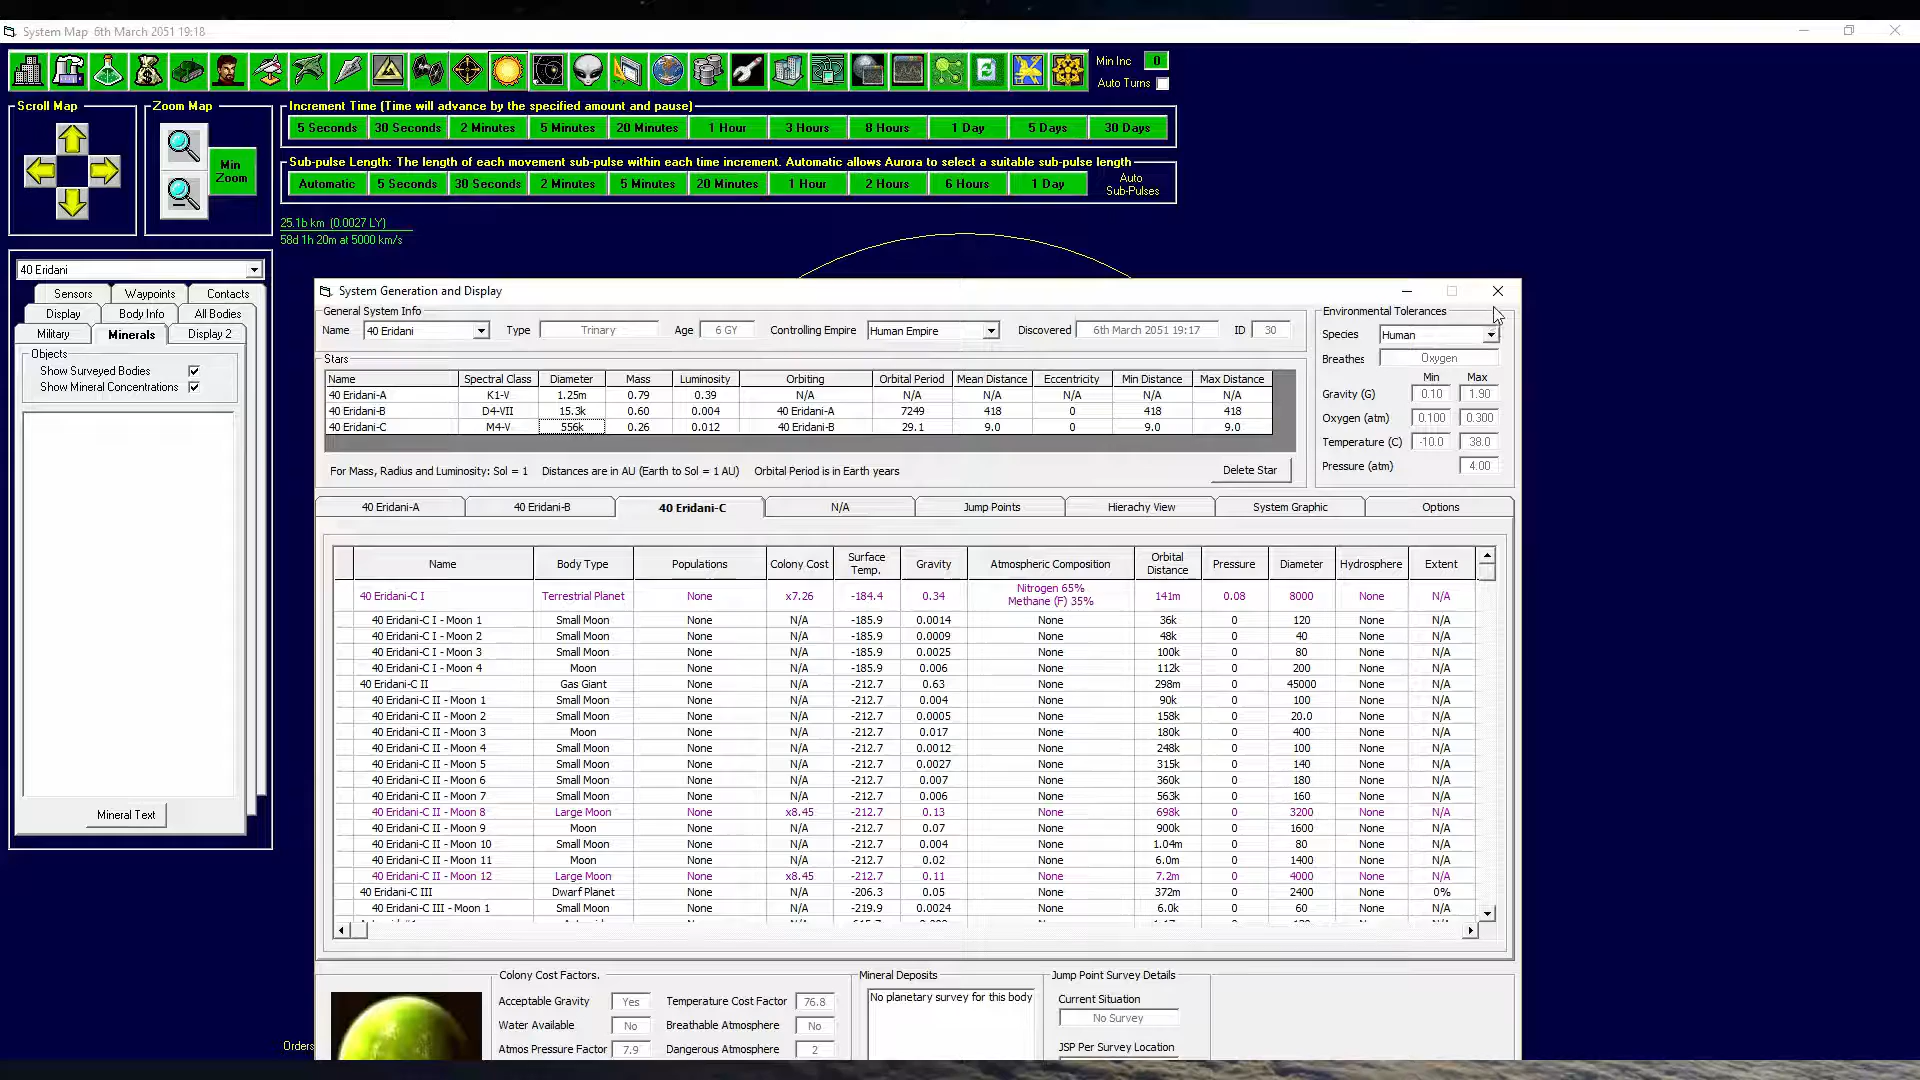 System Map 6th March 2051 19:18
Min Inc 0
Auto Turns
Scroll Map
Zoom Map
Min Zoom
Increment Time (Time will advance by the specified amount and pause)
5 Seconds 30 Seconds 2 Minutes 5 Minutes 20 Minutes 1 Hour 3 Hours 8 Hours 1 Day 5 Days 30 Days
Sub-pulse Length: The length of each movement sub-pulse within each time increment. Automatic allows Aurora to select a suitable sub-pulse length
Automatic 5 Seconds 30 Seconds 2 Minutes 5 Minutes 20 Minutes 1 Hour 2 Hours 6 Hours 1 Day Auto Sub-Pulses
25.1b km (0.0027 LY)
58d 1h 20m at 5000 km/s
40 Eridani
Sensors Waypoints Contacts
Display Body Info All Bodies
Military Minerals Display 2
Objects
Show Surveyed Bodies
Show Mineral Concentrations
Mineral Text
Orders
System Generation and Display
General System Info
Name 40 Eridani Type Trinary Age 6 GY Controlling Empire Human Empire Discovered 6th March 2051 19:17 ID 30
Stars
Name Spectral Class Diameter Mass Luminosity Orbiting Orbital Period Mean Distance Eccentricity Min Distance Max Distance
40 Eridani-A K1-V 1.25m 0.79 0.39 N/A N/A N/A N/A N/A N/A
40 Eridani-B D4-VII 15.3k 0.60 0.004 40 Eridani-A 7249 418 0 418 418
40 Eridani-C M4-V 556k 0.26 0.012 40 Eridani-B 29.1 9.0 0 9.0 9.0
For Mass, Radius and Luminosity: Sol = 1 Distances are in AU (Earth to Sol = 1 AU) Orbital Period is in Earth years Delete Star
Environmental Tolerances
Species Human
Breathes Oxygen
Min Max
Gravity (G) 0.10 1.90
Oxygen (atm) 0.100 0.300
Temperature (C) -10.0 38.0
Pressure (atm) 4.00
40 Eridani-A 40 Eridani-B 40 Eridani-C N/A Jump Points Hierachy View System Graphic Options
Name Body Type Populations Colony Cost Surface Temp. Gravity Atmospheric Composition Orbital Distance Pressure Diameter Hydrosphere Extent
40 Eridani-C I Terrestrial Planet None x7.26 -184.4 0.34 Nitrogen 65% Methane (F) 35% 141m 0.08 8000 None N/A
40 Eridani-C I - Moon 1 Small Moon None N/A -185.9 0.0014 None 36k 0 120 None N/A
40 Eridani-C I - Moon 2 Small Moon None N/A -185.9 0.0009 None 48k 0 40 None N/A
40 Eridani-C I - Moon 3 Small Moon None N/A -185.9 0.0025 None 100k 0 80 None N/A
40 Eridani-C I - Moon 4 Moon None N/A -185.9 0.006 None 112k 0 200 None N/A
40 Eridani-C II Gas Giant None N/A -212.7 0.63 None 298m 0 45000 None N/A
40 Eridani-C II - Moon 1 Small Moon None N/A -212.7 0.004 None 90k 0 100 None N/A
40 Eridani-C II - Moon 2 Small Moon None N/A -212.7 0.0005 None 158k 0 20.0 None N/A
40 Eridani-C II - Moon 3 Moon None N/A -212.7 0.017 None 180k 0 400 None N/A
40 Eridani-C II - Moon 4 Small Moon None N/A -212.7 0.0012 None 248k 0 100 None N/A
40 Eridani-C II - Moon 5 Small Moon None N/A -212.7 0.0027 None 315k 0 140 None N/A
40 Eridani-C II - Moon 6 Small Moon None N/A -212.7 0.007 None 360k 0 180 None N/A
40 Eridani-C II - Moon 7 Small Moon None N/A -212.7 0.006 None 563k 0 160 None N/A
40 Eridani-C II - Moon 8 Large Moon None x8.45 -212.7 0.13 None 698k 0 3200 None N/A
40 Eridani-C II - Moon 9 Moon None N/A -212.7 0.07 None 900k 0 1600 None N/A
40 Eridani-C II - Moon 10 Small Moon None N/A -212.7 0.004 None 1.04m 0 80 None N/A
40 Eridani-C II - Moon 11 Moon None N/A -212.7 0.02 None 6.0m 0 1400 None N/A
40 Eridani-C II - Moon 12 Large Moon None x8.45 -212.7 0.11 None 7.2m 0 4000 None N/A
40 Eridani-C III Dwarf Planet None N/A -206.3 0.05 None 372m 0 2400 None 0%
40 Eridani-C III - Moon 1 Small Moon None N/A -219.9 0.0024 None 6.0k 0 60 None N/A
Colony Cost Factors.
Acceptable Gravity Yes Temperature Cost Factor 76.8
Water Available No Breathable Atmosphere No
Atmos Pressure Factor 7.9 Dangerous Atmosphere 2
Mineral Deposits
No planetary survey for this body
Jump Point Survey Details
Current Situation
No Survey
JSP Per Survey Location